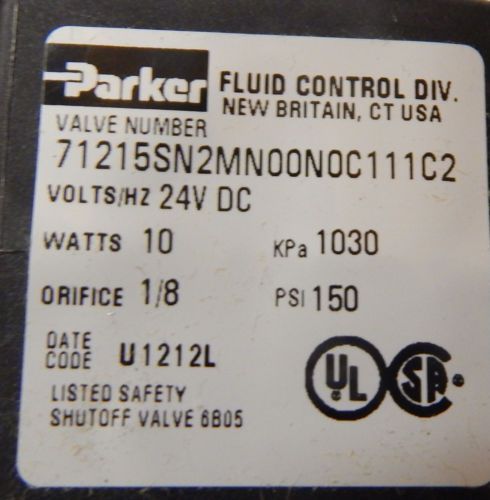 Parker FLUID CONTROL DIV.
NEW BRITAIN, CT USA
VALVE NUMBER
71215SN2MN00N0C111C2
VOLTS/HZ 24V DC
WATTS 10 KPa 1030
ORIFICE 1/8 PSI 150
DATE CODE U1212L
LISTED SAFETY
SHUTOFF VALVE 6B05
UL SA